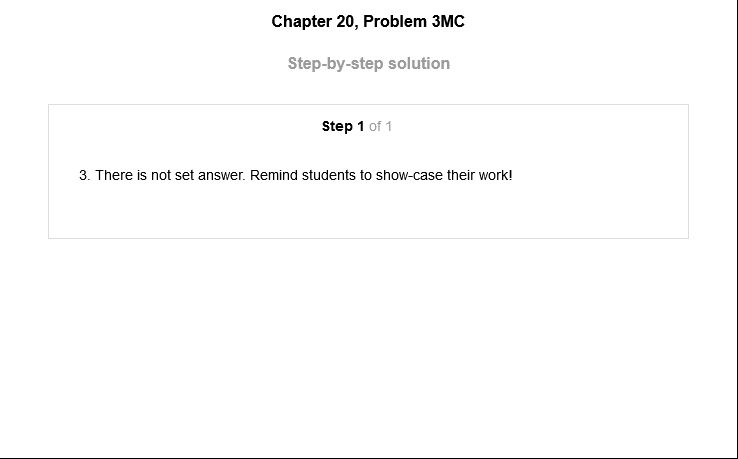 Chapter 20, Problem 3MC
Step-by-step solution
Step 1 of 1
3. There is not set answer. Remind students to show-case their work!